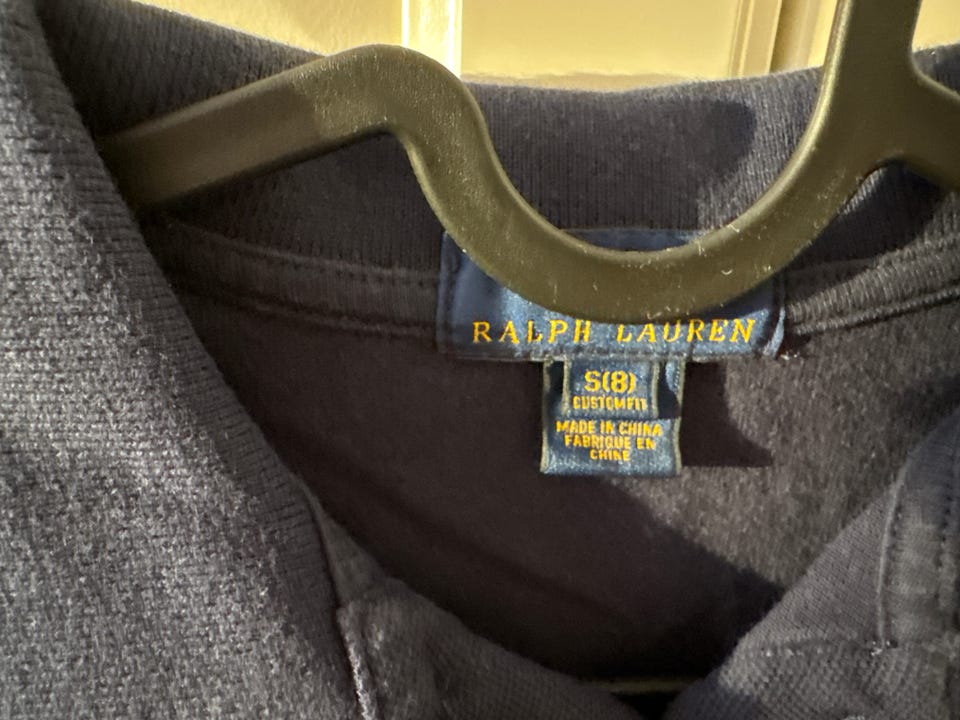 RALPH LAUREN
S(8)
CUSTOM FIT
MADE IN CHINA
FABRIQUE EN
CHINE